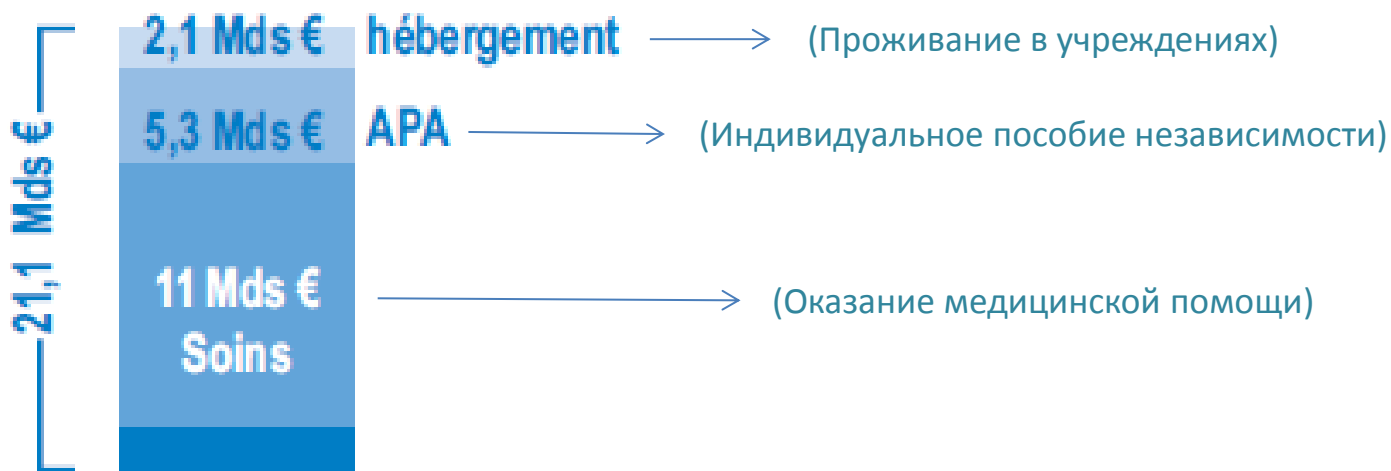 2,1 Mds € hébergement (Проживание в учреждениях)
5,3 Mds € APA (Индивидуальное пособие независимости)
21,1 Mds €
11 Mds €
Soins
(Оказание медицинской помощи)